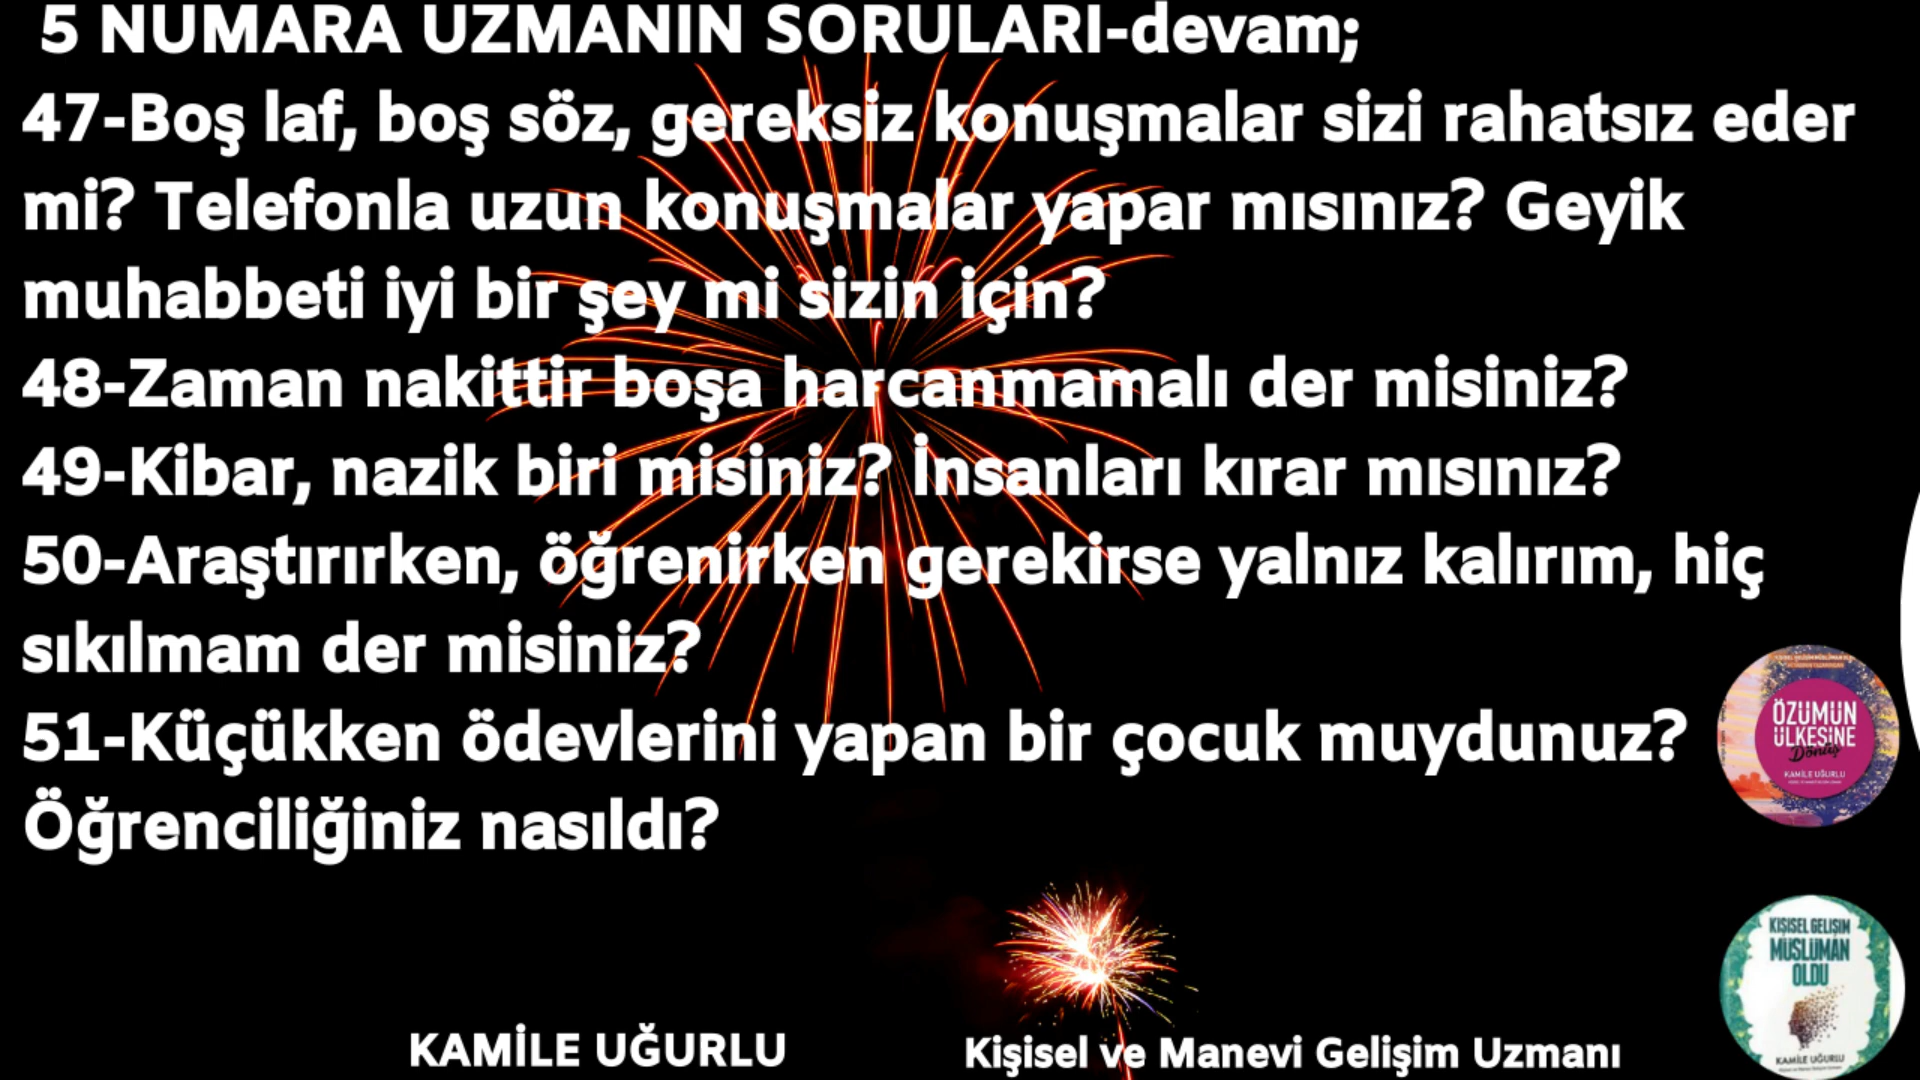 5 NUMARA UZMANIN SORULARI-devam;
47-Boş laf, boş söz, gereksiz konuşmalar sizi rahatsız eder
mi? Telefonla uzun konuşmalar yapar mısınız? Geyik
muhabbeti iyi bir şey mi sizin için?
48-Zaman nakittir boşa harcanmamalı der misiniz?
49-Kibar, nazik biri misiniz? İnsanları kırar mısınız?
50-Araştırırken, öğrenirken gerekirse yalnız kalırım, hiç
sıkılmam der misiniz?
51-Küçükken ödevlerini yapan bir çocuk muydunuz?
Öğrenciliğiniz nasıldı?
ÖZÜMÜN
ÜLKESİNE
Dönüş
KAMİLE UĞURLU
KİŞİSEL GELİŞİM
MÜSLÜMAN
OLDU
KAMİLE UĞURLU
KAMİLE UĞURLU
Kişisel ve Manevi Gelişim Uzmanı